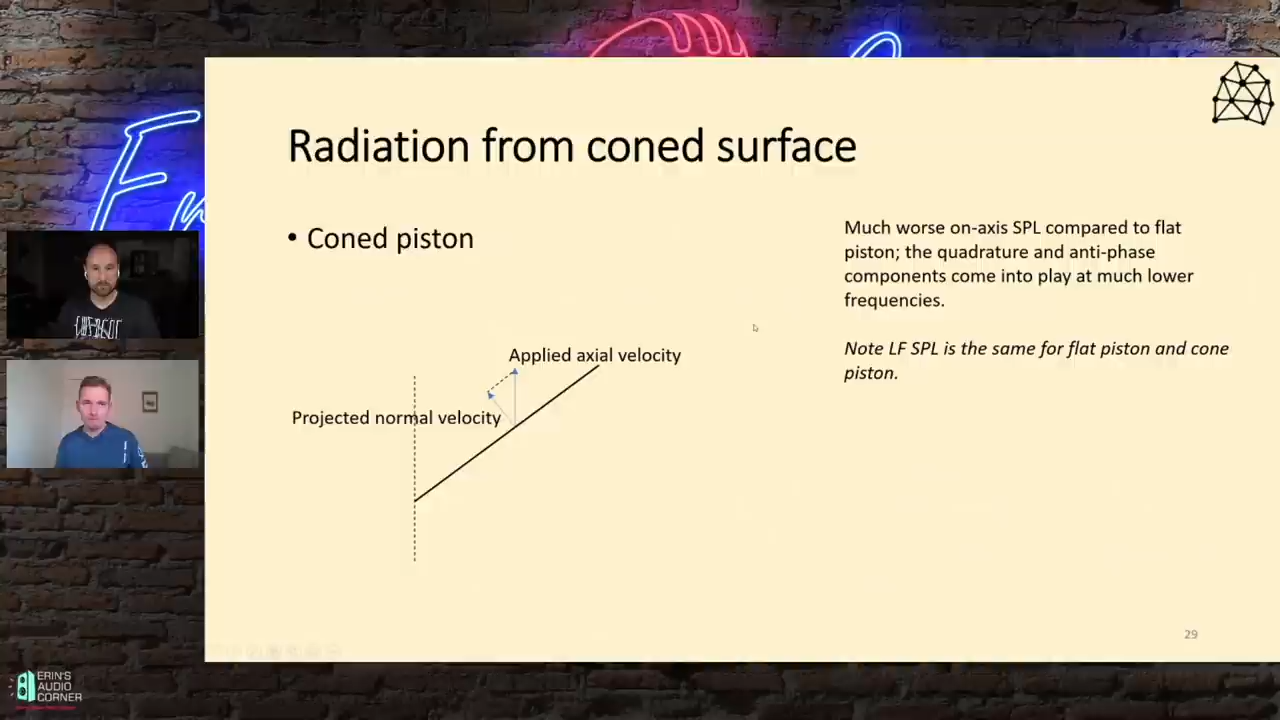 Radiation from coned surface
• Coned piston
Much worse on-axis SPL compared to flat
piston; the quadrature and anti-phase
components come into play at much lower
frequencies.
Note LF SPL is the same for flat piston and cone
piston.
Applied axial velocity
Projected normal velocity
29
ERIN'S
AUDIO
CORNER